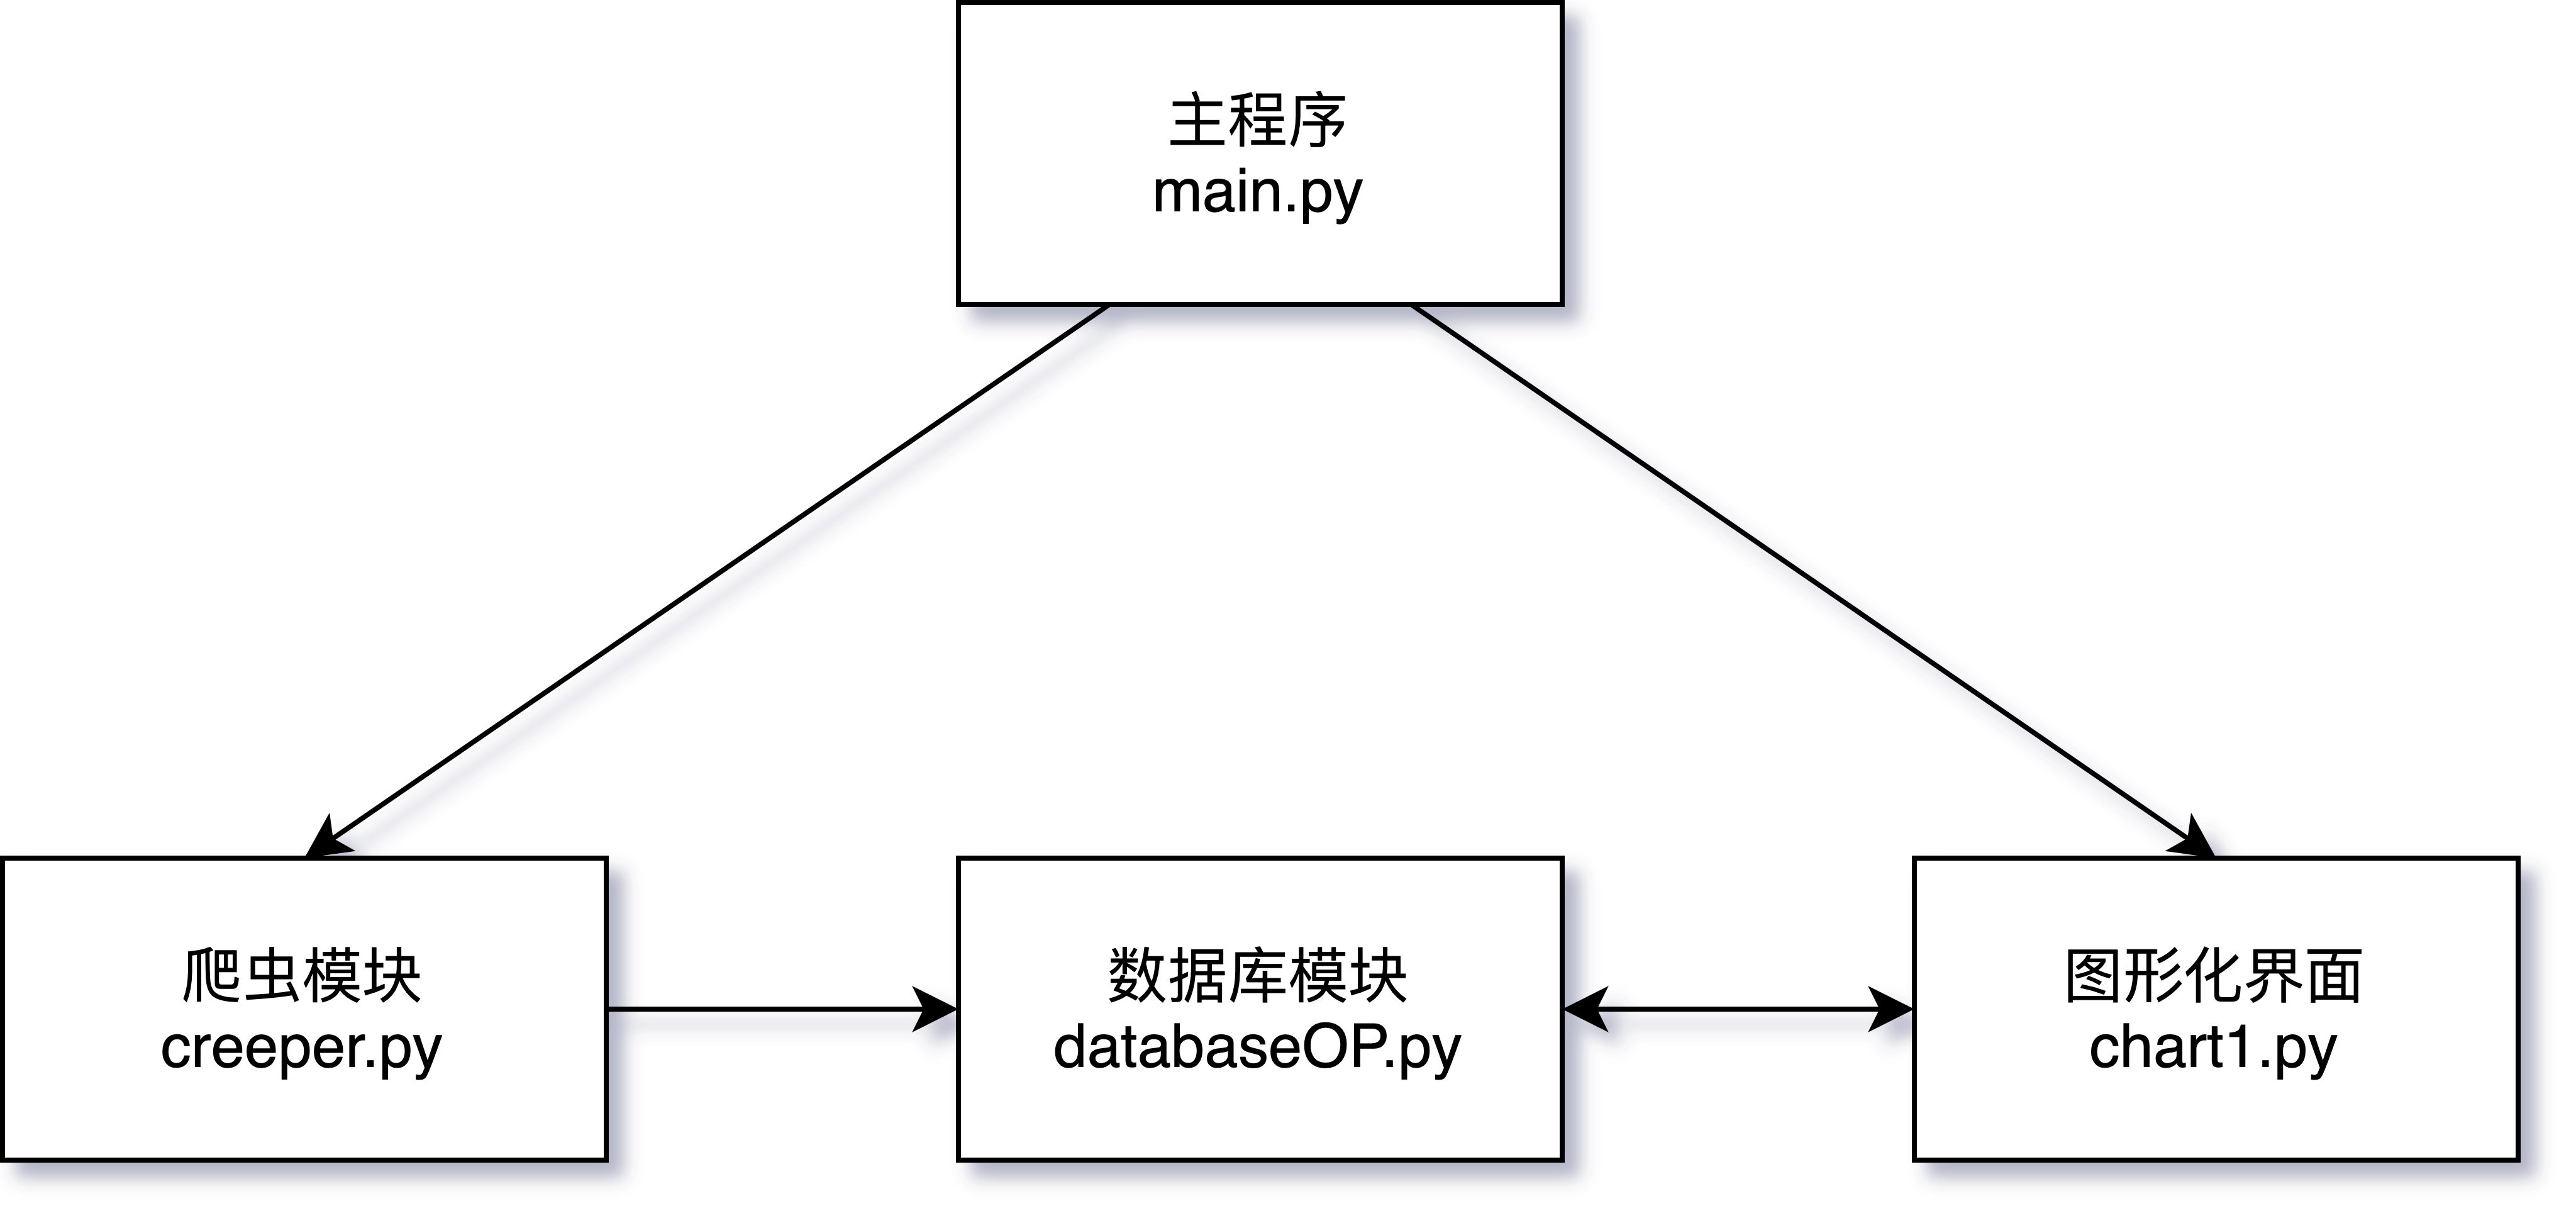 主程序
main.py
爬虫模块
creeper.py
数据库模块
databaseOP.py
图形化界面
chart1.py